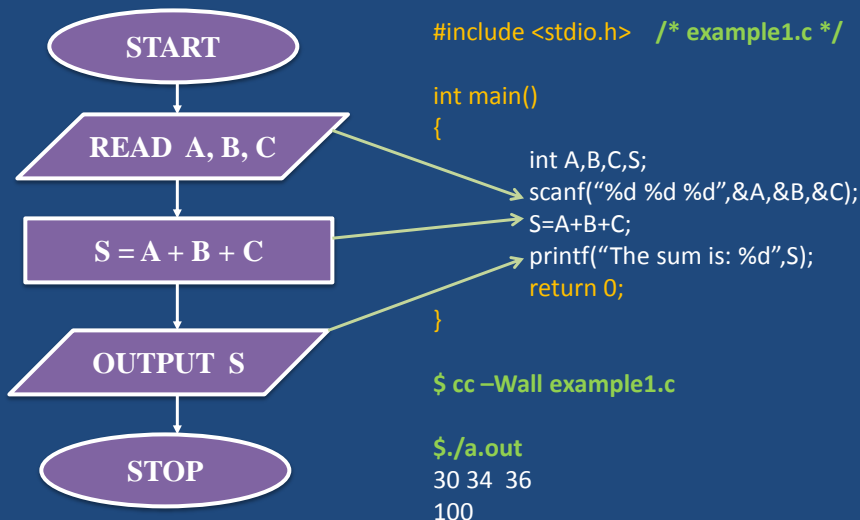 START
READ A, B, C
S = A + B + C
OUTPUT S
STOP
#include <stdio.h> /* example1.c */
int main()
{
int A,B,C,S;
scanf(“%d %d %d”,&A,&B,&C);
S=A+B+C;
printf(“The sum is: %d”,S);
return 0;
}
$ cc –Wall example1.c
$./a.out
30 34 36
100